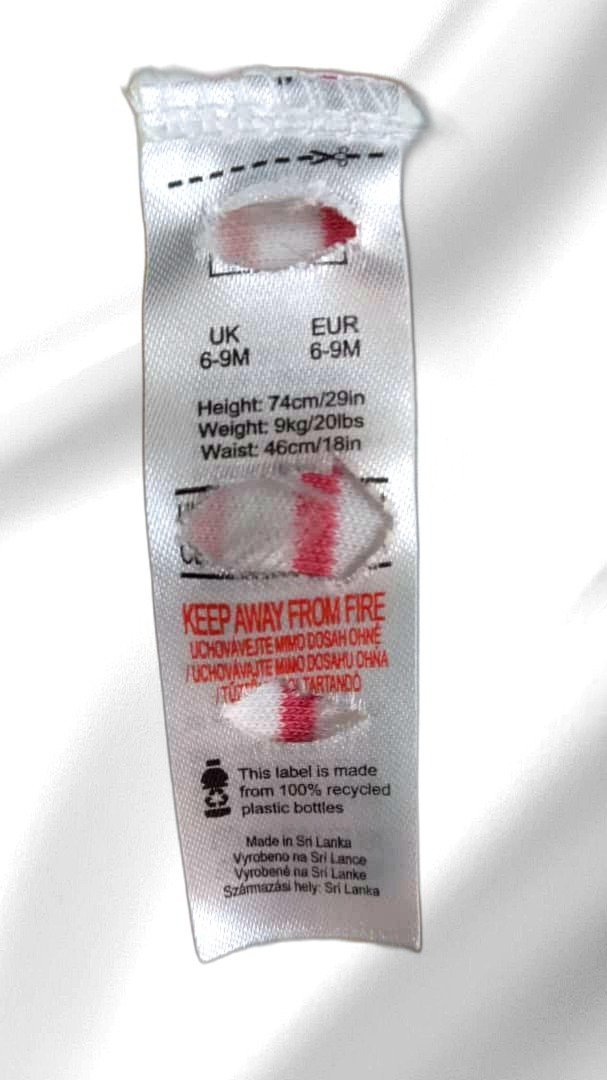 UK EUR
6-9M 6-9M
Height: 74cm/29in
Weight: 9kg/20lbs
Waist: 46cm/18in
KEEP AWAY FROM FIRE
UCHOVÁVEJTE MIMO DOSAH OHNĚ
/ UCHOVÁVAJTE MIMO DOSAHU OHŇA
TARTANDÓ
This label is made
from 100% recycled
plastic bottles
Made in Sri Lanka
Vyrobeno na Srí Lance
Vyrobené na Srí Lanke
Származási hely: Srí Lanka